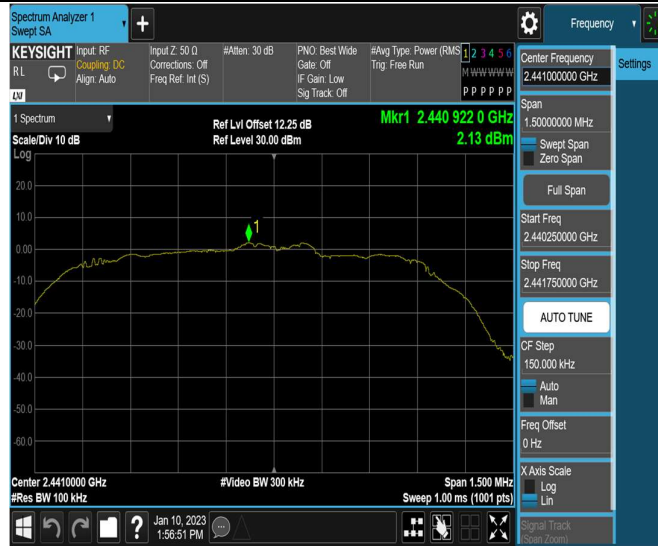 Spectrum Analyzer 1
Swept SA
Frequency
KEYSIGHT
RL
LXI
Input: RF
Coupling: DC
Align: Auto
Input Z: 50 Ω
Corrections: Off
Freq Ref: Int (S)
#Atten: 30 dB
PNO: Best Wide
Gate: Off
IF Gain: Low
Sig Track: Off
#Avg Type: Power (RMS
Trig: Free Run
1 2 3 4 5 6
M W W W W W
P P P P P P
1 Spectrum
Scale/Div 10 dB
Log
Ref Lvl Offset 12.25 dB
Ref Level 30.00 dBm
Mkr1 2.440 922 0 GHz
2.13 dBm
1
20.0
10.0
0.00
-10.0
-20.0
-30.0
-40.0
-50.0
-60.0
Center 2.4410000 GHz
#Res BW 100 kHz
#Video BW 300 kHz
Span 1.500 MHz
Sweep 1.00 ms (1001 pts)
Center Frequency
2.441000000 GHz
Settings
Span
1.50000000 MHz
Swept Span
Zero Span
Full Span
Start Freq
2.440250000 GHz
Stop Freq
2.441750000 GHz
AUTO TUNE
CF Step
150.000 kHz
Auto
Man
Freq Offset
0 Hz
X Axis Scale
Log
Lin
Signal Track
(Span Zoom)
?
Jan 10, 2023
1:56:51 PM